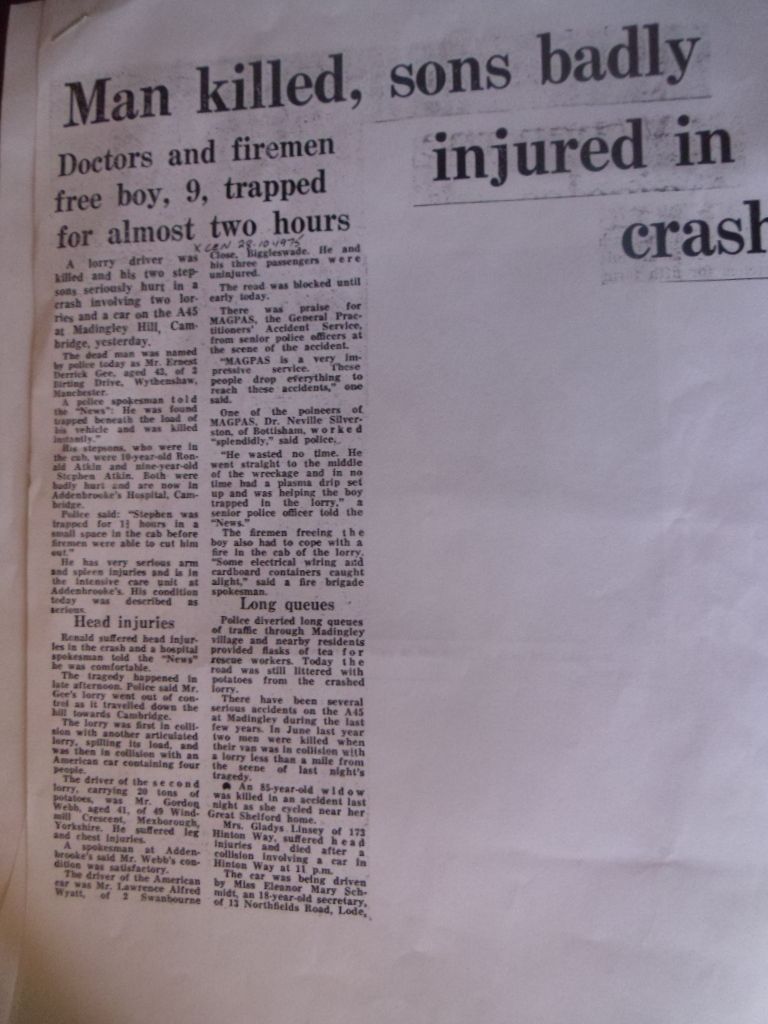 Man killed, sons badly
injured in
crash
Doctors and firemen
free boy, 9, trapped
for almost two hours
28.10.1975
A lorry driver was
killed and his two step-
sons seriously hurt in a
crash involving two lor-
ries and a car on the A45
at Madingley Hill, Cam-
bridge, yesterday.
The dead man was named
by police today as Mr. Ernest
Derrick Gee, aged 43, of 2
Birting Drive, Wythenshaw,
Manchester.
A police spokesman told
the "News": He was found
trapped beneath the load of
his vehicle and was killed
instantly."
His stepsons, who were in
the cab, were 10-year-old Ron-
ald Atkin and nine-year-old
Stephen Atkin. Both were
badly hurt and are now in
Addenbrooke's Hospital, Cam-
bridge.
Police said: "Stephen was
trapped for 1¾ hours in a
small space in the cab before
firemen were able to cut him
out."
He has very serious arm
and spleen injuries and is in
the intensive care unit at
Addenbrooke's. His condition
today was described as
serious.
Head injuries
Ronald suffered head injur-
ies in the crash and a hospital
spokesman told the "News"
he was comfortable.
The tragedy happened in
late afternoon. Police said Mr.
Gee's lorry went out of con-
trol as it travelled down the
hill towards Cambridge.
The lorry was first in colli-
sion with another articulated
lorry, spilling its load, and
was then in collision with an
American car containing four
people.
The driver of the second
lorry, carrying 20 tons of
potatoes, was Mr. Gordon
Webb, aged 41, of 49 Wind-
mill Crescent, Mexborough,
Yorkshire. He suffered leg
and chest injuries.
A spokesman at Adden-
brooke's said Mr. Webb's con-
dition was satisfactory.
The driver of the American
car was Mr. Lawrence Alfred
Wyatt, of 2 Swanbourne
Close, Biggleswade. He and
his three passengers were
uninjured.
The road was blocked until
early today.
There was praise for
MAGPAS, the General Prac-
titioners' Accident Service,
from senior police officers at
the scene of the accident.
"MAGPAS is a very im-
pressive service. These
people drop everything to
reach these accidents," one
said.
One of the poineers of
MAGPAS, Dr. Neville Silver-
ston, of Bottisham, worked
"splendidly," said police.
"He wasted no time. He
went straight to the middle
of the wreckage and in no
time had a plasma drip set
up and was helping the boy
trapped in the lorry," a
senior police officer told the
"News."
The firemen freeing the
boy also had to cope with a
fire in the cab of the lorry.
"Some electrical wiring and
cardboard containers caught
alight," said a fire brigade
spokesman.
Long queues
Police diverted long queues
of traffic through Madingley
village and nearby residents
provided flasks of tea for
rescue workers. Today the
road was still littered with
potatoes from the crashed
lorry.
There have been several
serious accidents on the A45
at Madingley during the last
few years. In June last year
two men were killed when
their van was in collision with
a lorry less than a mile from
the scene of last night's
tragedy.
An 85-year-old widow
was killed in an accident last
night as she cycled near her
Great Shelford home.
Mrs. Gladys Linsey of 173
Hinton Way, suffered head
injuries and died after a
collision involving a car in
Hinton Way at 11 p.m.
The car was being driven
by Miss Eleanor Mary Sch-
midt, an 18-year-old secretary,
of 13 Northfields Road, Lode,